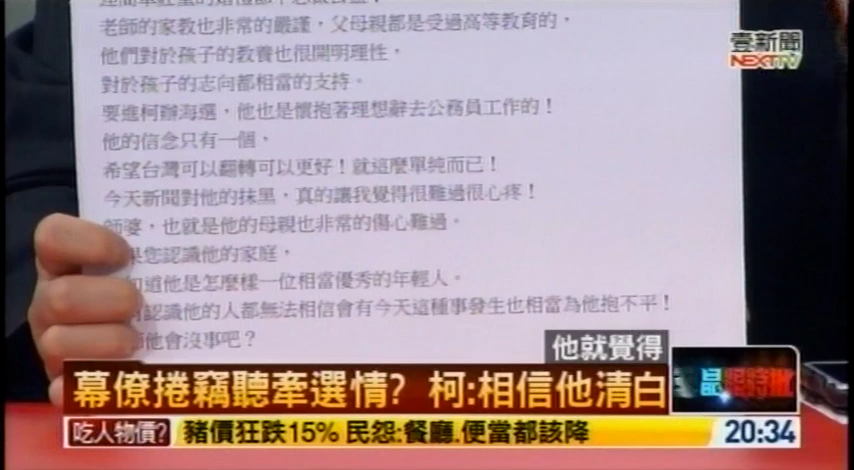 老師的家教也非常的嚴謹，父母親都是受過高等教育的，
他們對於孩子的教養也很開明理性，
對於孩子的志向都相當的支持。
要進柯辦海選，他也是懷抱著理想辭去公務員工作的！
他的信念只有一個，
希望台灣可以翻轉可以更好！就這麼單純而已！
今天新聞對他的抹黑，真的讓我覺得很難過很心疼！
師婆，也就是他的母親也非常的傷心難過。
果您認識他的家庭，
知道他是怎麼樣一位相當優秀的年輕人。
認識他的人都無法相信會有今天這種事發生也相當為他抱不平！
他會沒事吧？
壹新聞
NEXTTV
他就覺得
幕僚捲竊聽牽選情? 柯:相信他清白
吃人物價? 豬價狂跌15% 民怨:餐廳.便當都該降
20:34